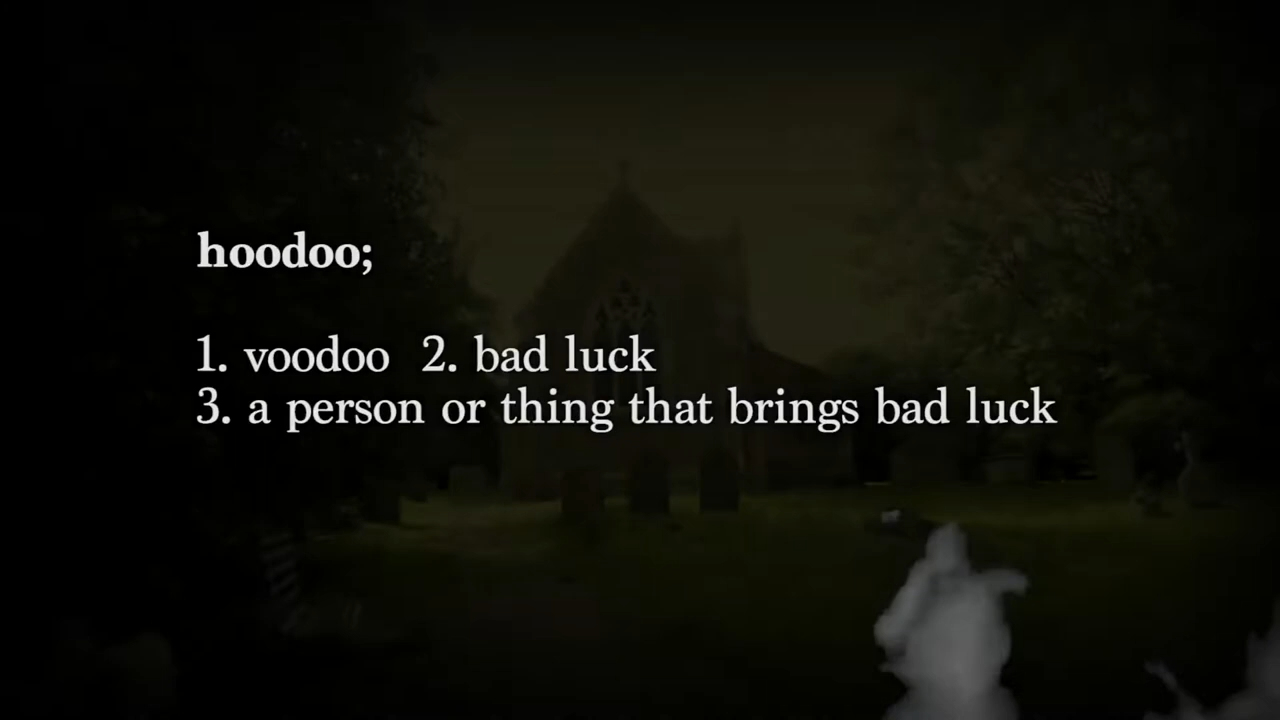 hoodoo;
1. voodoo 2. bad luck
3. a person or thing that brings bad luck